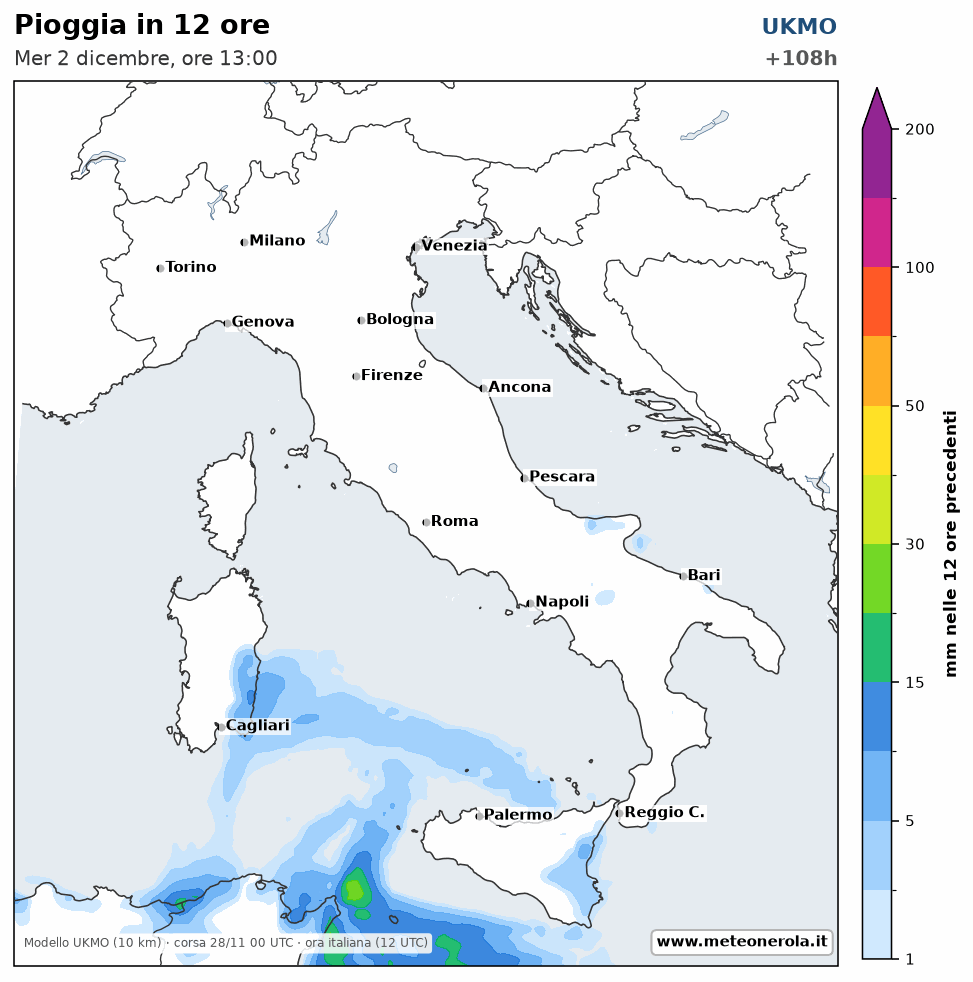 Pioggia in 12 ore
UKMO
Mer 2 dicembre, ore 13:00
+108h
200
Milano
Venezia
Torino
100
Bologna
Genova
Firenze
Ancona
50
Pescara
Roma
30
Bari
Napoli
15
Cagliari
Palermo
Reggio C.
5
mm nelle 12 ore precedenti
Modello UKMO (10 km) · corsa 28/11 00 UTC · ora italiana (12 UTC)
www.meteonerola.it
1